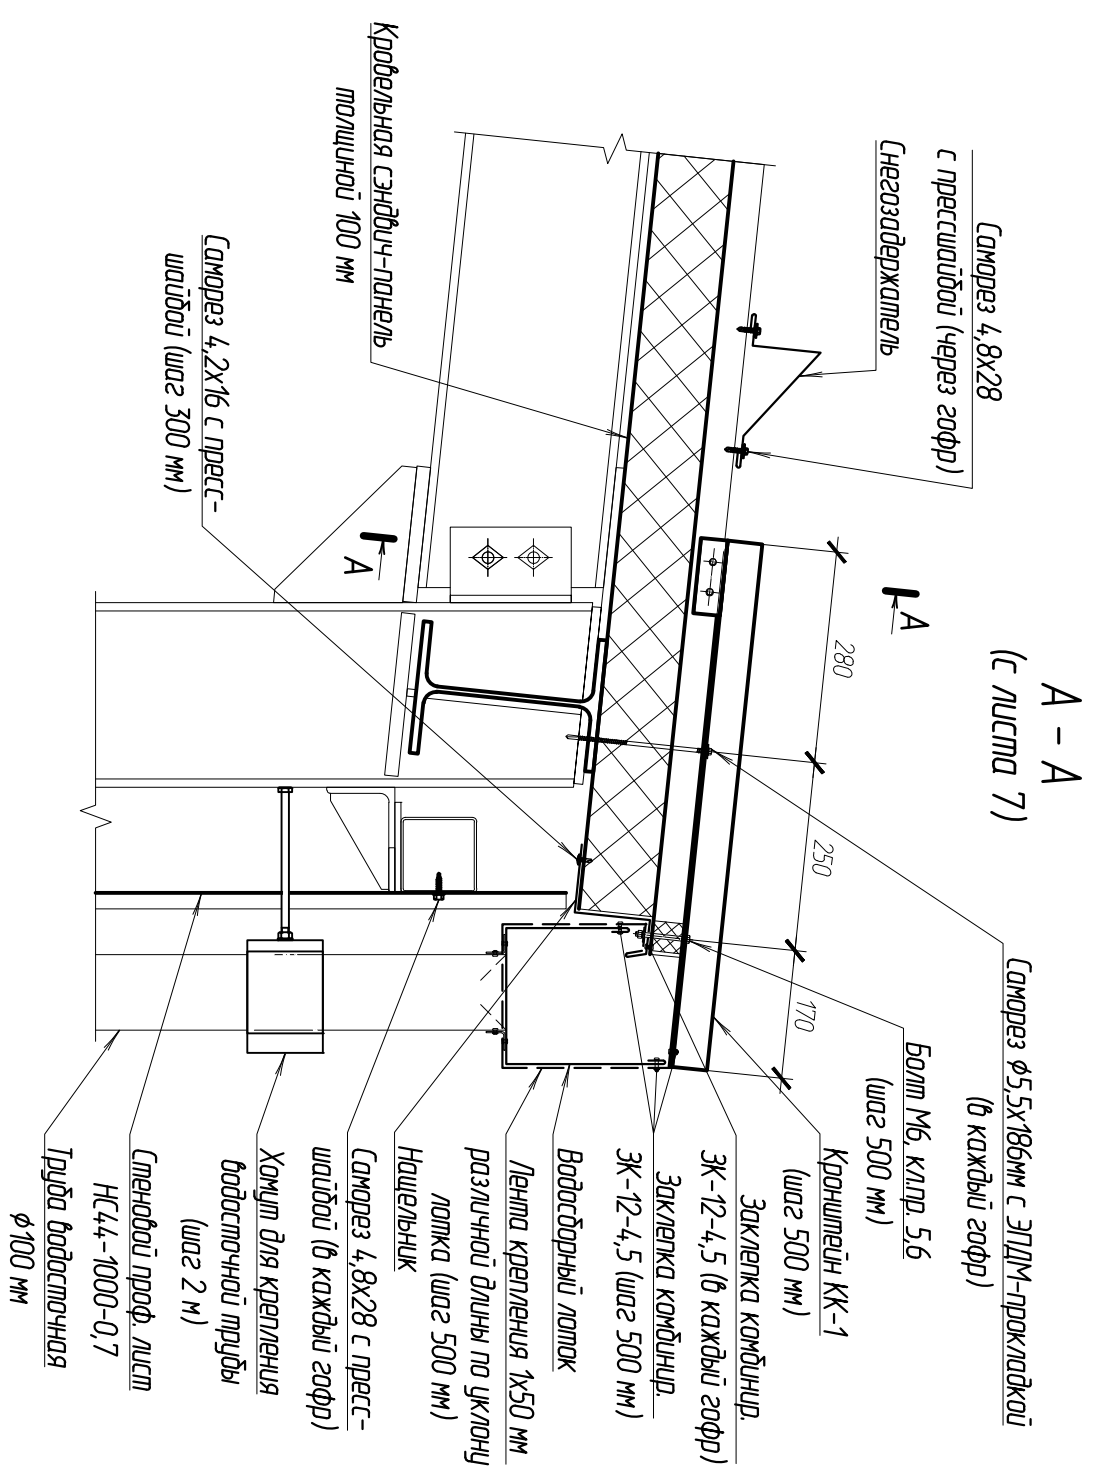 А - А
(с листа 7)
Саморез 4,8х28
с прессшайбой (через гофр)
Снегозадержатель
Кровельная сэндвич-панель
толщиной 100 мм
Саморез 4,2х16 с пресс-
шайбой (шаг 300 мм)
А
А
280
250
170
Саморез ϕ5,5х186мм с ЭПДМ-прокладкой
(в каждый гофр)
Болт М6, кл.пр. 5,6
(шаг 500 мм)
Кронштейн КК-1
(шаг 500 мм)
Заклепка комбинир.
ЗК-12-4,5 (в каждый гофр)
Заклепка комбинир.
ЗК-12-4,5 (шаг 500 мм)
Водосборный лоток
Лента крепления 1х50 мм
различной длины по уклону
лотка (шаг 500 мм)
Нащельник
Саморез 4,8х28 с пресс-
шайбой (в каждый гофр)
Хомут для крепления
водосточной трубы
(шаг 2 м)
Стеновой проф. лист
НС44-1000-0,7
Труба водосточная
ϕ100 мм